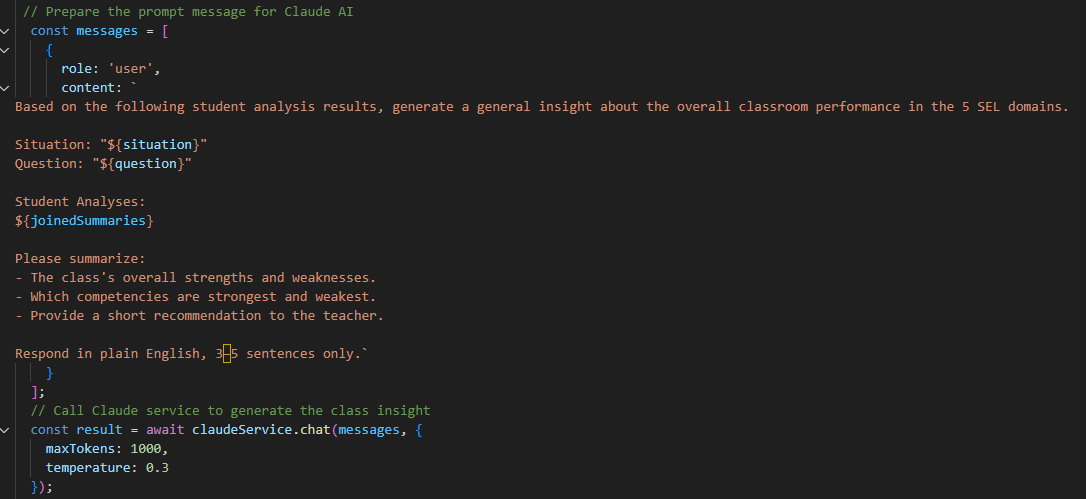 // Prepare the prompt message for Claude AI
const messages = [
{
role: 'user',
content: `
Based on the following student analysis results, generate a general insight about the overall classroom performance in the 5 SEL domains.
Situation: "${situation}"
Question: "${question}"
Student Analyses:
${joinedSummaries}
Please summarize:
- The class's overall strengths and weaknesses.
- Which competencies are strongest and weakest.
- Provide a short recommendation to the teacher.
Respond in plain English, 3–5 sentences only.`
}
];
// Call Claude service to generate the class insight
const result = await claudeService.chat(messages, {
maxTokens: 1000,
temperature: 0.3
});